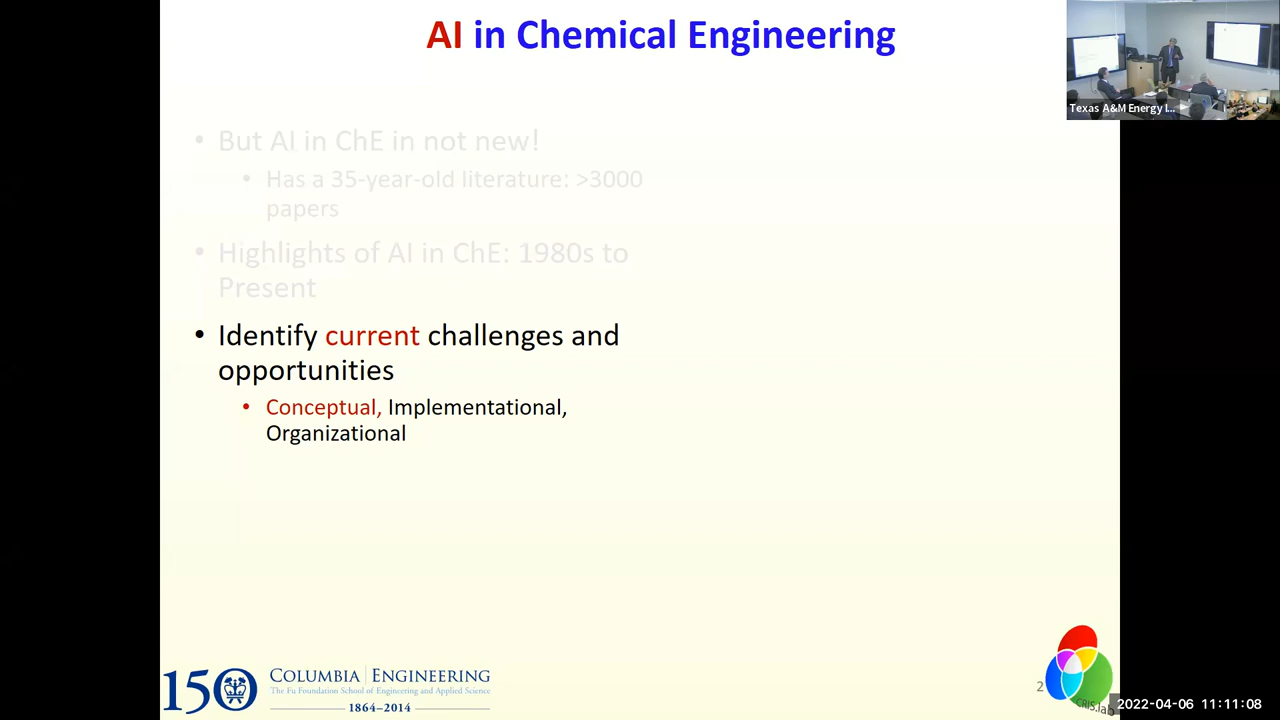 AI in Chemical Engineering
Texas A&M Energy I...
• But AI in ChE in not new!
• Has a 35-year-old literature: >3000
papers
• Highlights of AI in ChE: 1980s to
Present
• Identify current challenges and
opportunities
• Conceptual, Implementational,
Organizational
150 COLUMBIA | ENGINEERING
The Fu Foundation School of Engineering and Applied Science
1864–2014
2
CRIS.lab
2022-04-06 11:11:08